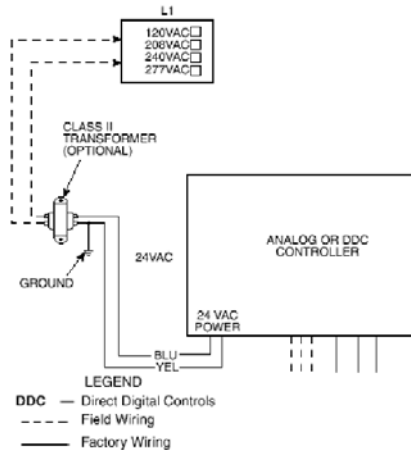 L1
120VAC
208VAC
240VAC
277VAC
CLASS II
TRANSFORMER
(OPTIONAL)
GROUND
24VAC
ANALOG OR DDC
CONTROLLER
24 VAC
POWER
BLU
YEL
LEGEND
DDC — Direct Digital Controls
Field Wiring
Factory Wiring